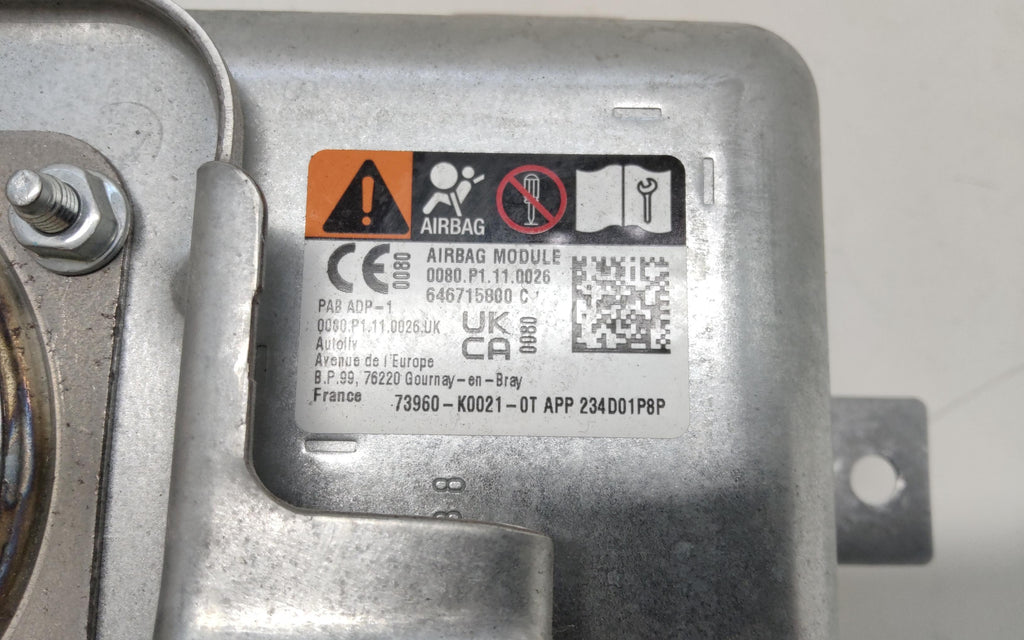 AIRBAG
CE 0080
AIRBAG MODULE
0080.P1.11.0026
646715800 C
PAB ADP-1
0080.P1.11.0026.UK
UK CA 0080
Autoliv
Avenue de l'Europe
B.P.99, 76220 Gournay-en-Bray
France
73960-K0021-0T APP 234D01P8P